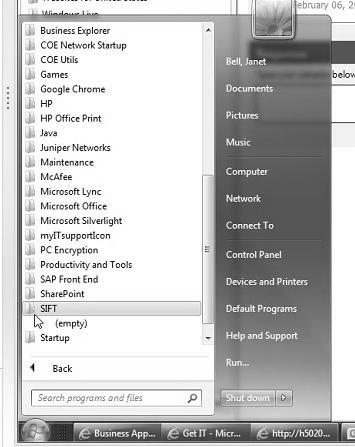 February 06, 20
Windows Live
Business Explorer
COE Network Startup
COE Utils
Games
Google Chrome
HP
HP Office Print
Java
Juniper Networks
Maintenance
McAfee
Microsoft Lync
Microsoft Office
Microsoft Silverlight
myITsupportIcon
PC Encryption
Productivity and Tools
SAP Front End
SharePoint
SIFT
(empty)
Startup
Back
Search programs and files
Bell, Janet
Documents
Pictures
Music
Computer
Network
Connect To
Control Panel
Devices and Printers
Default Programs
Help and Support
Run...
Shut down
below
Business App... Get IT - Micr... http://h5020...